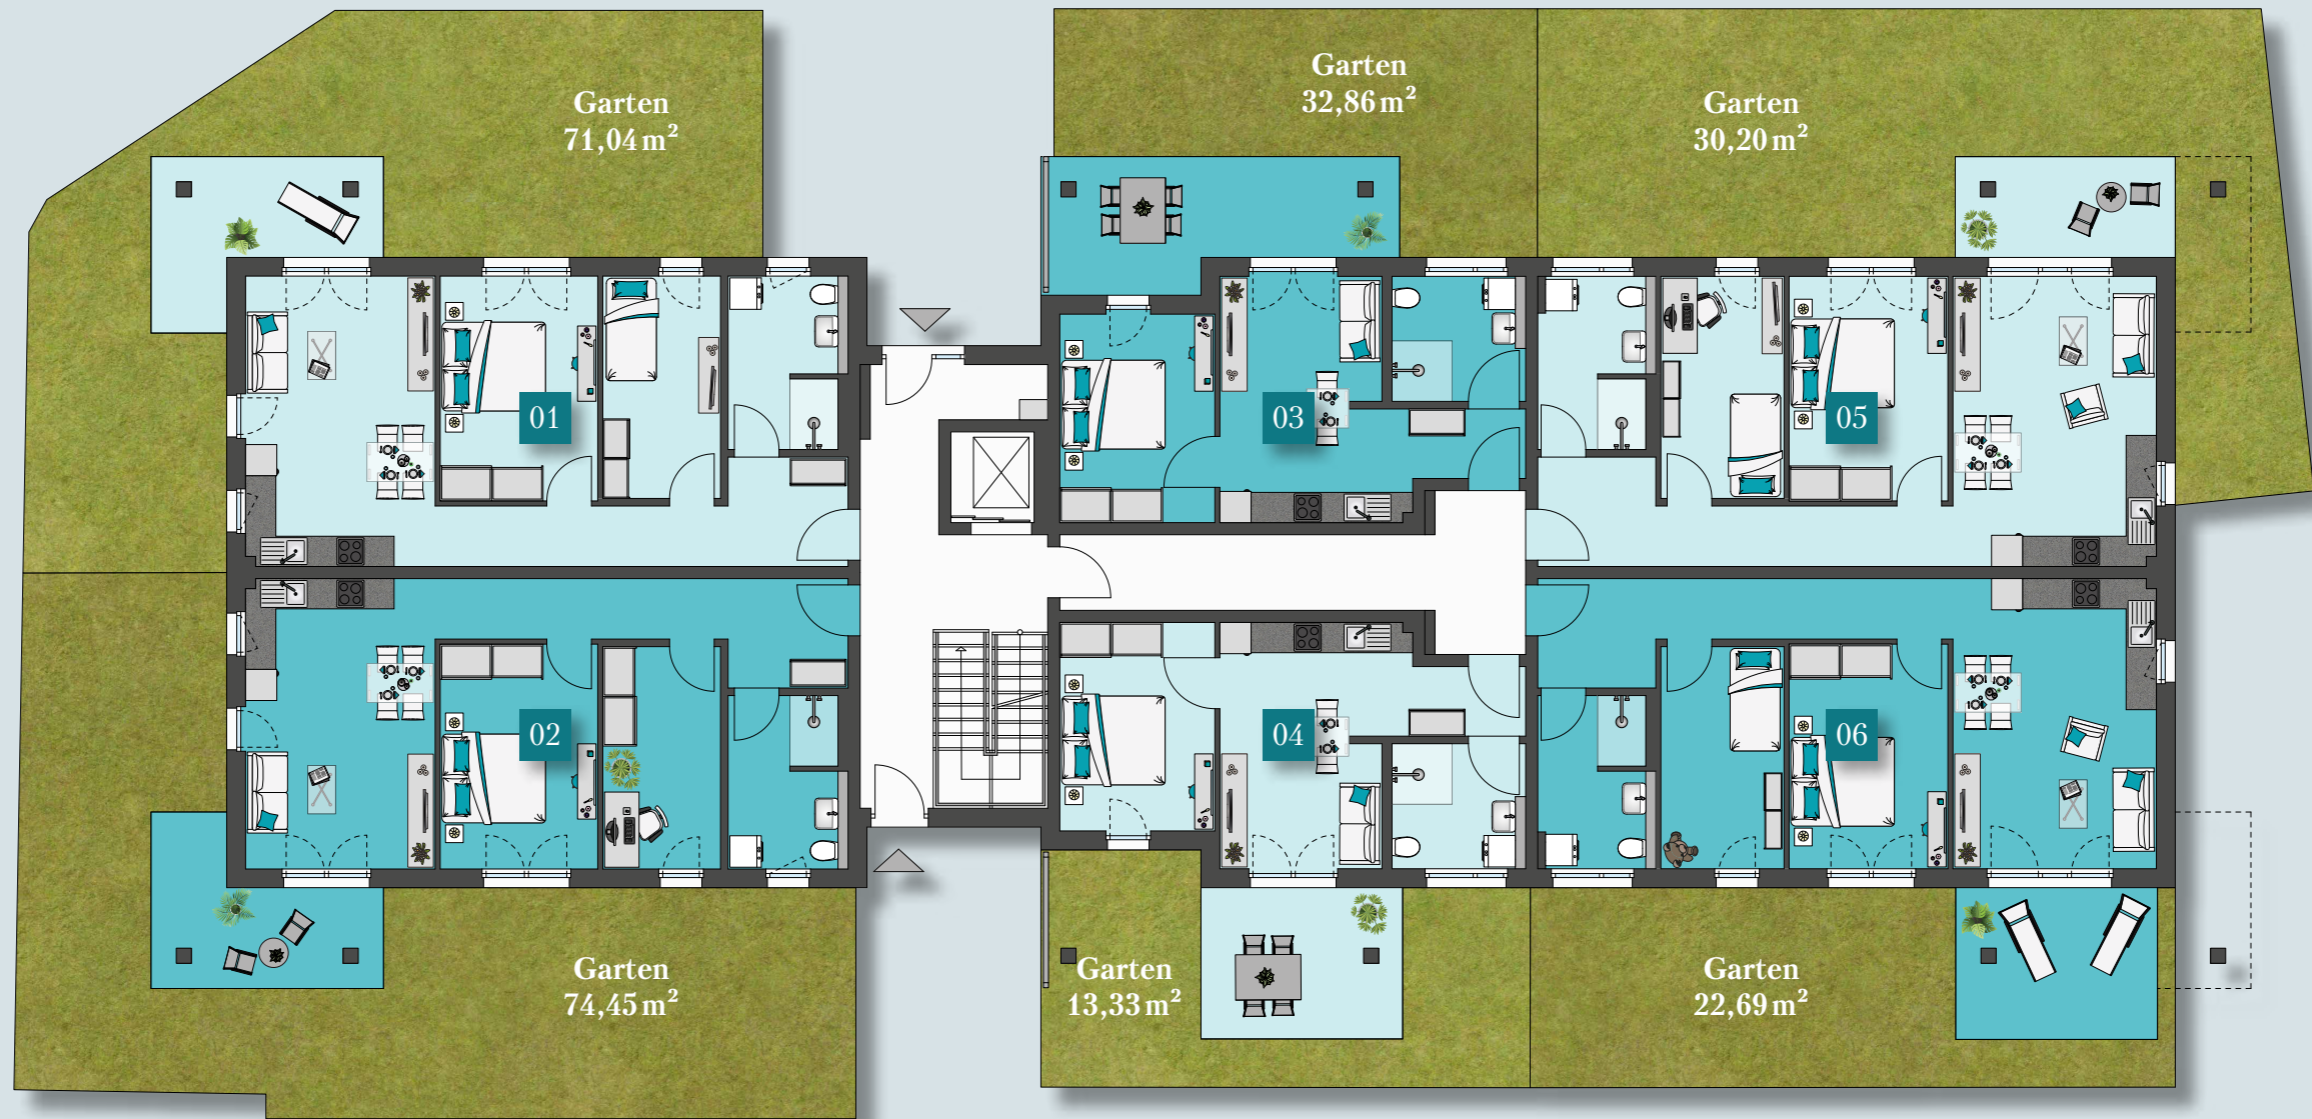 Garten
71,04 m²
Garten
32,86 m²
Garten
30,20 m²
01
03
05
02
04
06
Garten
74,45 m²
Garten
13,33 m²
Garten
22,69 m²